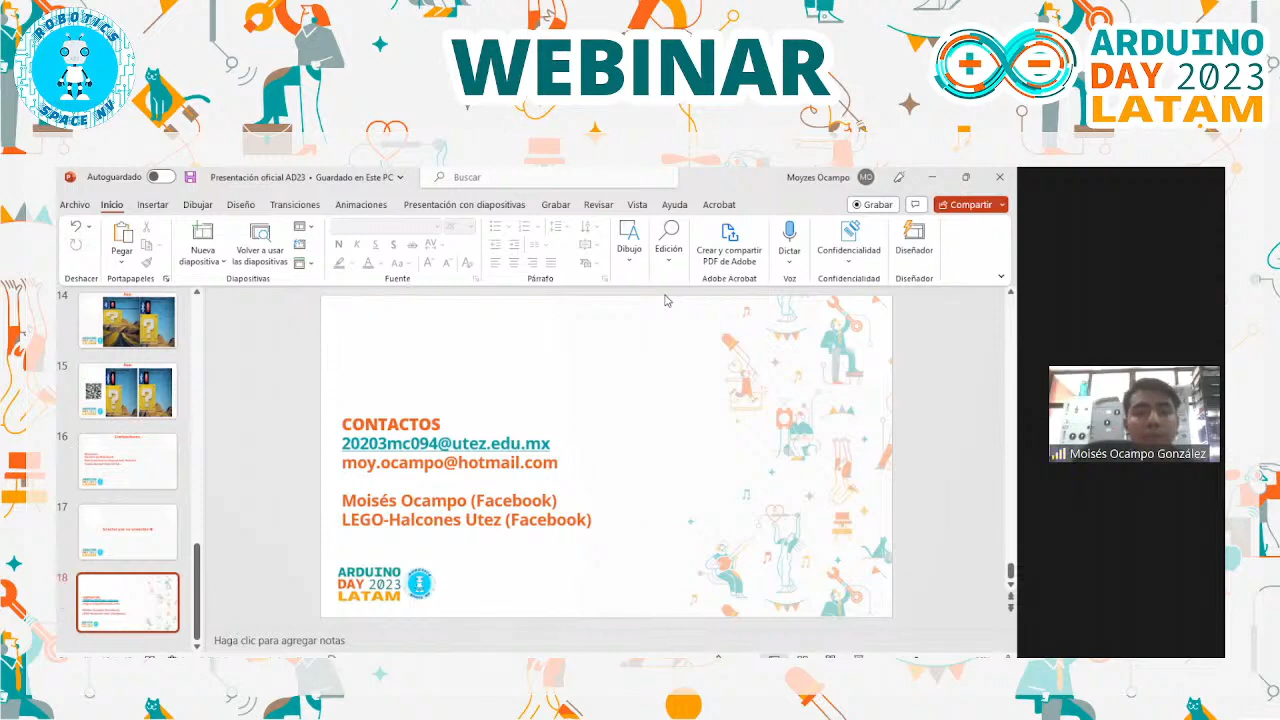 ROBOTICS
SPACE NV
WEBINAR
ARDUINO
DAY 2023
LATAM
Autoguardado
Presentación oficial AD23 • Guardado en Este PC
Buscar
Moyzes Ocampo
MO
Archivo
Inicio
Insertar
Dibujar
Diseño
Transiciones
Animaciones
Presentación con diapositivas
Grabar
Revisar
Vista
Ayuda
Acrobat
Grabar
Compartir
Pegar
Nueva
diapositiva
Volver a usar
las diapositivas
Dibujo
Edición
Crear y compartir
PDF de Adobe
Dictar
Confidencialidad
Diseñador
Deshacer
Portapapeles
Diapositivas
Fuente
Párrafo
Adobe Acrobat
Voz
Confidencialidad
Diseñador
14
15
16
17
18
CONTACTOS
20203mc094@utez.edu.mx
moy.ocampo@hotmail.com
Moisés Ocampo (Facebook)
LEGO-Halcones Utez (Facebook)
ARDUINO
DAY 2023
LATAM
Haga clic para agregar notas
Moisés Ocampo González